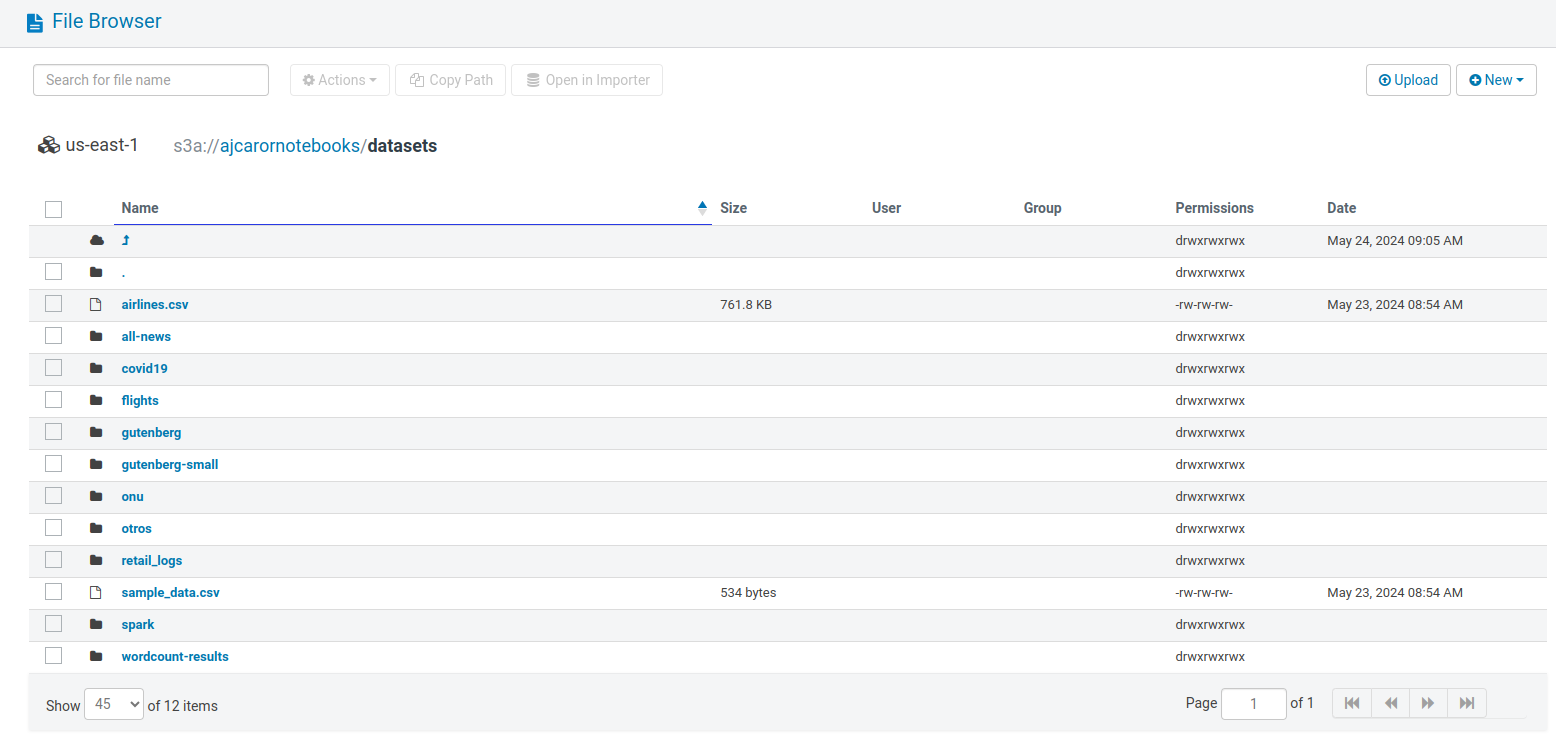 File Browser
Search for file name Actions Copy Path Open in Importer Upload New
us-east-1 s3a://ajcarornotebooks/datasets
Name Size User Group Permissions Date
drwxrwxrwx May 24, 2024 09:05 AM
. drwxrwxrwx
airlines.csv 761.8 KB -rw-rw-rw- May 23, 2024 08:54 AM
all-news drwxrwxrwx
covid19 drwxrwxrwx
flights drwxrwxrwx
gutenberg drwxrwxrwx
gutenberg-small drwxrwxrwx
onu drwxrwxrwx
otros drwxrwxrwx
retail_logs drwxrwxrwx
sample_data.csv 534 bytes -rw-rw-rw- May 23, 2024 08:54 AM
spark drwxrwxrwx
wordcount-results drwxrwxrwx
Show 45 of 12 items Page 1 of 1